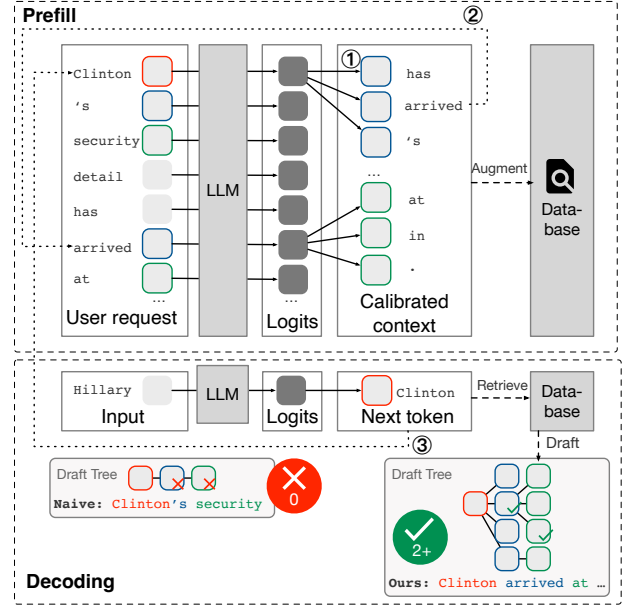 Prefill
②
①
Clinton
's
security
detail
has
arrived
at
...
User request
LLM
...
Logits
has
arrived
's
...
at
in
.
Calibrated
context
Augment
Data-
base
Hillary
Input
LLM
Logits
Clinton
Next token
Retrieve
Data-
base
③
Draft
Draft Tree
Naive: Clinton's security
0
Draft Tree
2+
Ours: Clinton arrived at …
Decoding